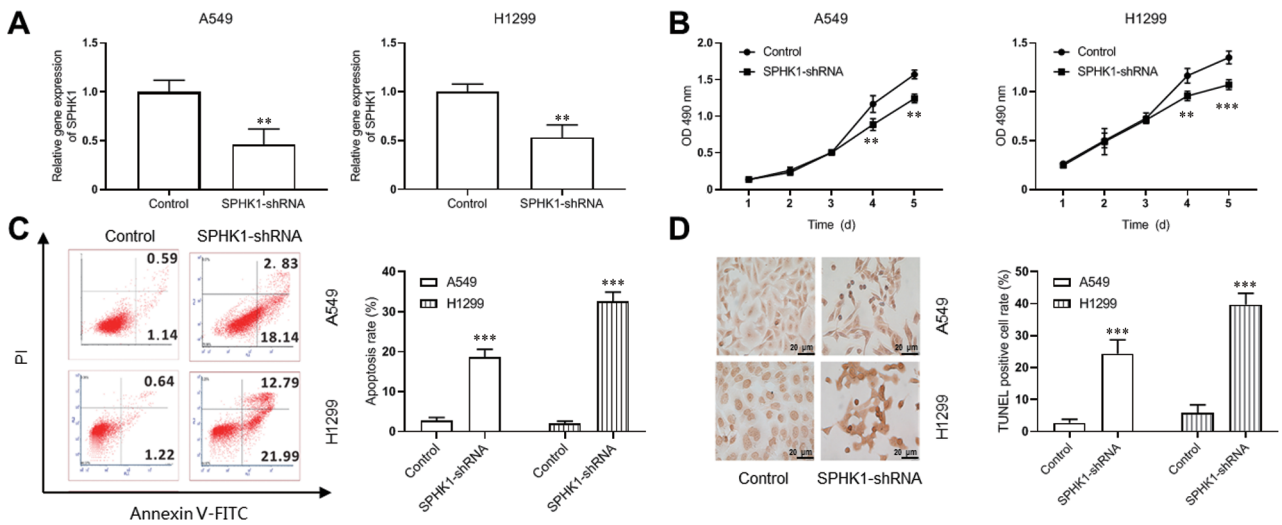 A
A549
Relative gene expression
of SPHK1
1.5
1.0
0.5
0
**
Control
SPHK1-shRNA
H1299
Relative gene expression
of SPHK1
1.5
1.0
0.5
0
**
Control
SPHK1-shRNA
B
A549
OD 490 nm
2.0
1.5
1.0
0.5
0
Control
SPHK1-shRNA
**
**
1 2 3 4 5
Time (d)
H1299
OD 490 nm
1.5
1.0
0.5
0
Control
SPHK1-shRNA
**
***
1 2 3 4 5
Time (d)
C
Control
SPHK1-shRNA
0.59
1.14
2.83
18.14
A549
0.64
1.22
12.79
21.99
H1299
PI
Annexin V-FITC
Apoptosis rate (%)
40
30
20
10
0
A549
H1299
***
***
Control
SPHK1-shRNA
Control
SPHK1-shRNA
D
20 μm
20 μm
A549
20 μm
20 μm
H1299
Control
SPHK1-shRNA
TUNEL positive cell rate (%)
50
40
30
20
10
0
A549
H1299
***
***
Control
SPHK1-shRNA
Control
SPHK1-shRNA